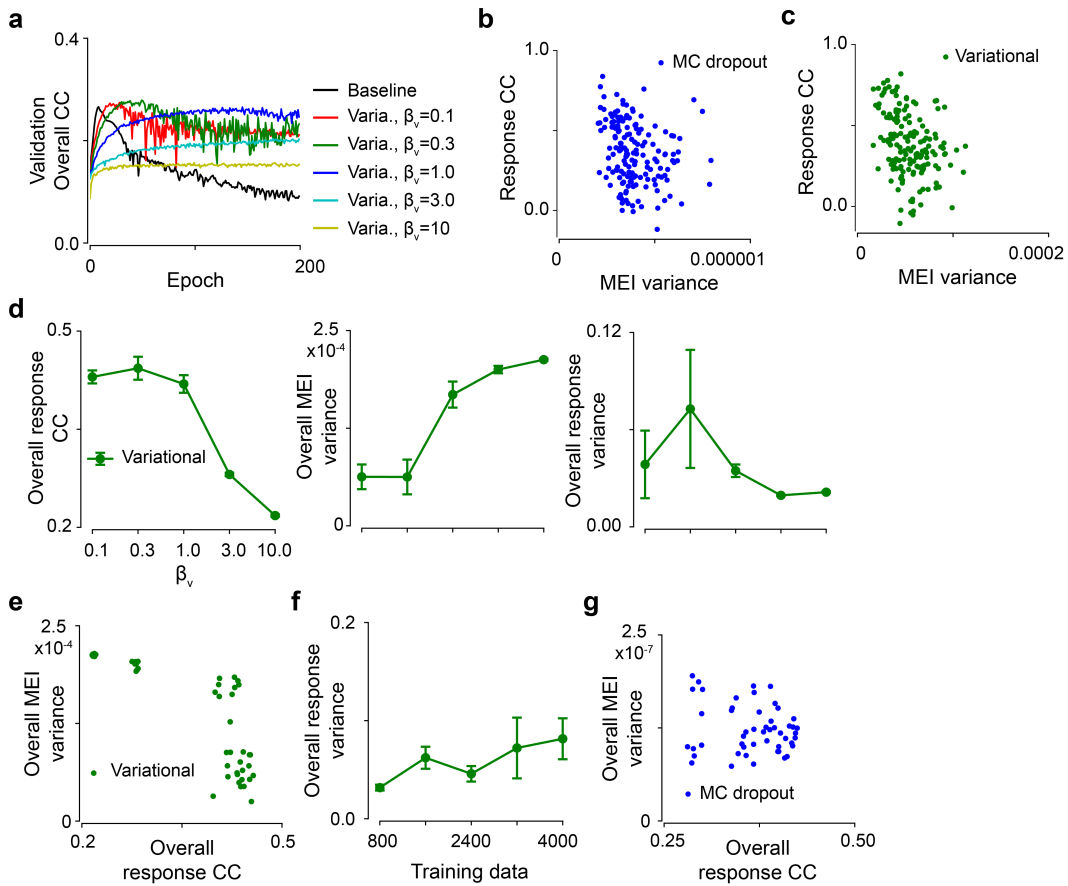 a
0.4
Validation
Overall CC
0.0
0
200
Epoch
Baseline
Varia., βv=0.1
Varia., βv=0.3
Varia., βv=1.0
Varia., βv=3.0
Varia., βv=10
b
1.0
Response CC
0.0
MC dropout
0
0.000001
MEI variance
c
1.0
Response CC
0.0
Variational
0
0.0002
MEI variance
d
0.5
Overall response
CC
0.2
Variational
0.1
0.3
1.0
3.0
10.0
βv
2.5
x10-4
Overall MEI
variance
0
0.12
Overall response
variance
0.00
e
2.5
x10-4
Overall MEI
variance
0
Variational
0.2
0.5
Overall
response CC
f
0.2
Overall response
variance
0.0
800
2400
4000
Training data
g
2.5
x10-7
Overall MEI
variance
0
MC dropout
0.25
0.50
Overall
response CC